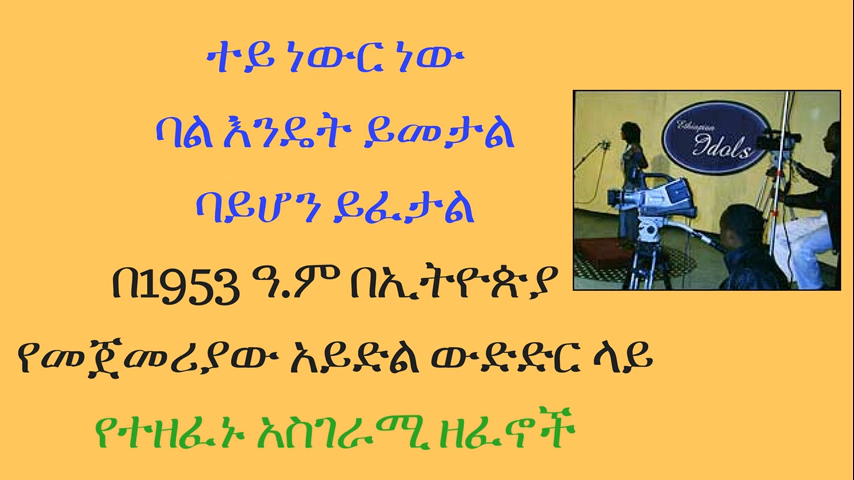 ተይ ነውር ነው
ባል እንዴት ይመታል
ባይሆን ይፈታል
በ1953 ዓ.ም በኢትዮጵያ
የመጀመሪያው አይድል ውድድር ላይ
የተዘፈኑ አስገራሚ ዘፈኖች
Ethiopian
Idols